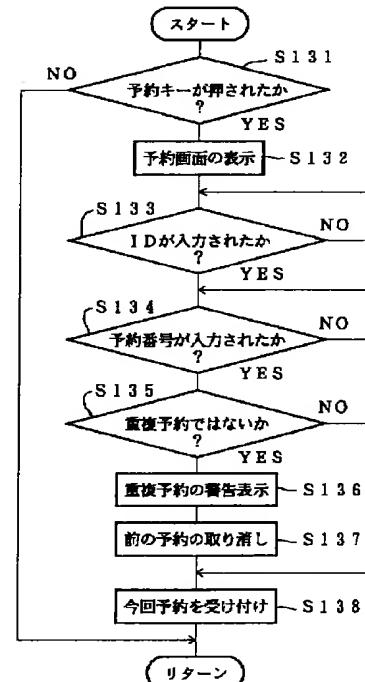 スタート
S131
NO
予約キーが押されたか
?
YES
予約画面の表示
S132
S133
IDが入力されたか
?
NO
YES
S134
予約番号が入力されたか
?
NO
YES
S135
重複予約ではないか
?
NO
YES
重複予約の警告表示
S136
前の予約の取り消し
S137
今回予約を受け付け
S138
リターン